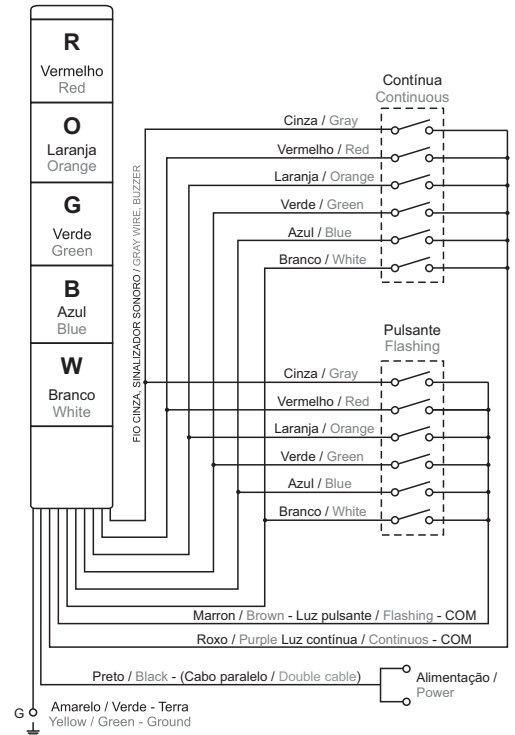 R
Vermelho
Red
O
Laranja
Orange
G
Verde
Green
B
Azul
Blue
W
Branco
White
FIO CINZA, SINALIZADOR SONORO / GRAY WIRE, BUZZER
Contínua
Continuous
Cinza / Gray
Vermelho / Red
Laranja / Orange
Verde / Green
Azul / Blue
Branco / White
Pulsante
Flashing
Cinza / Gray
Vermelho / Red
Laranja / Orange
Verde / Green
Azul / Blue
Branco / White
Marron / Brown - Luz pulsante / Flashing - COM
Roxo / Purple Luz contínua / Continuos - COM
Preto / Black - (Cabo paralelo / Double cable)
Alimentação /
Power
G
Amarelo / Verde - Terra
Yellow / Green - Ground